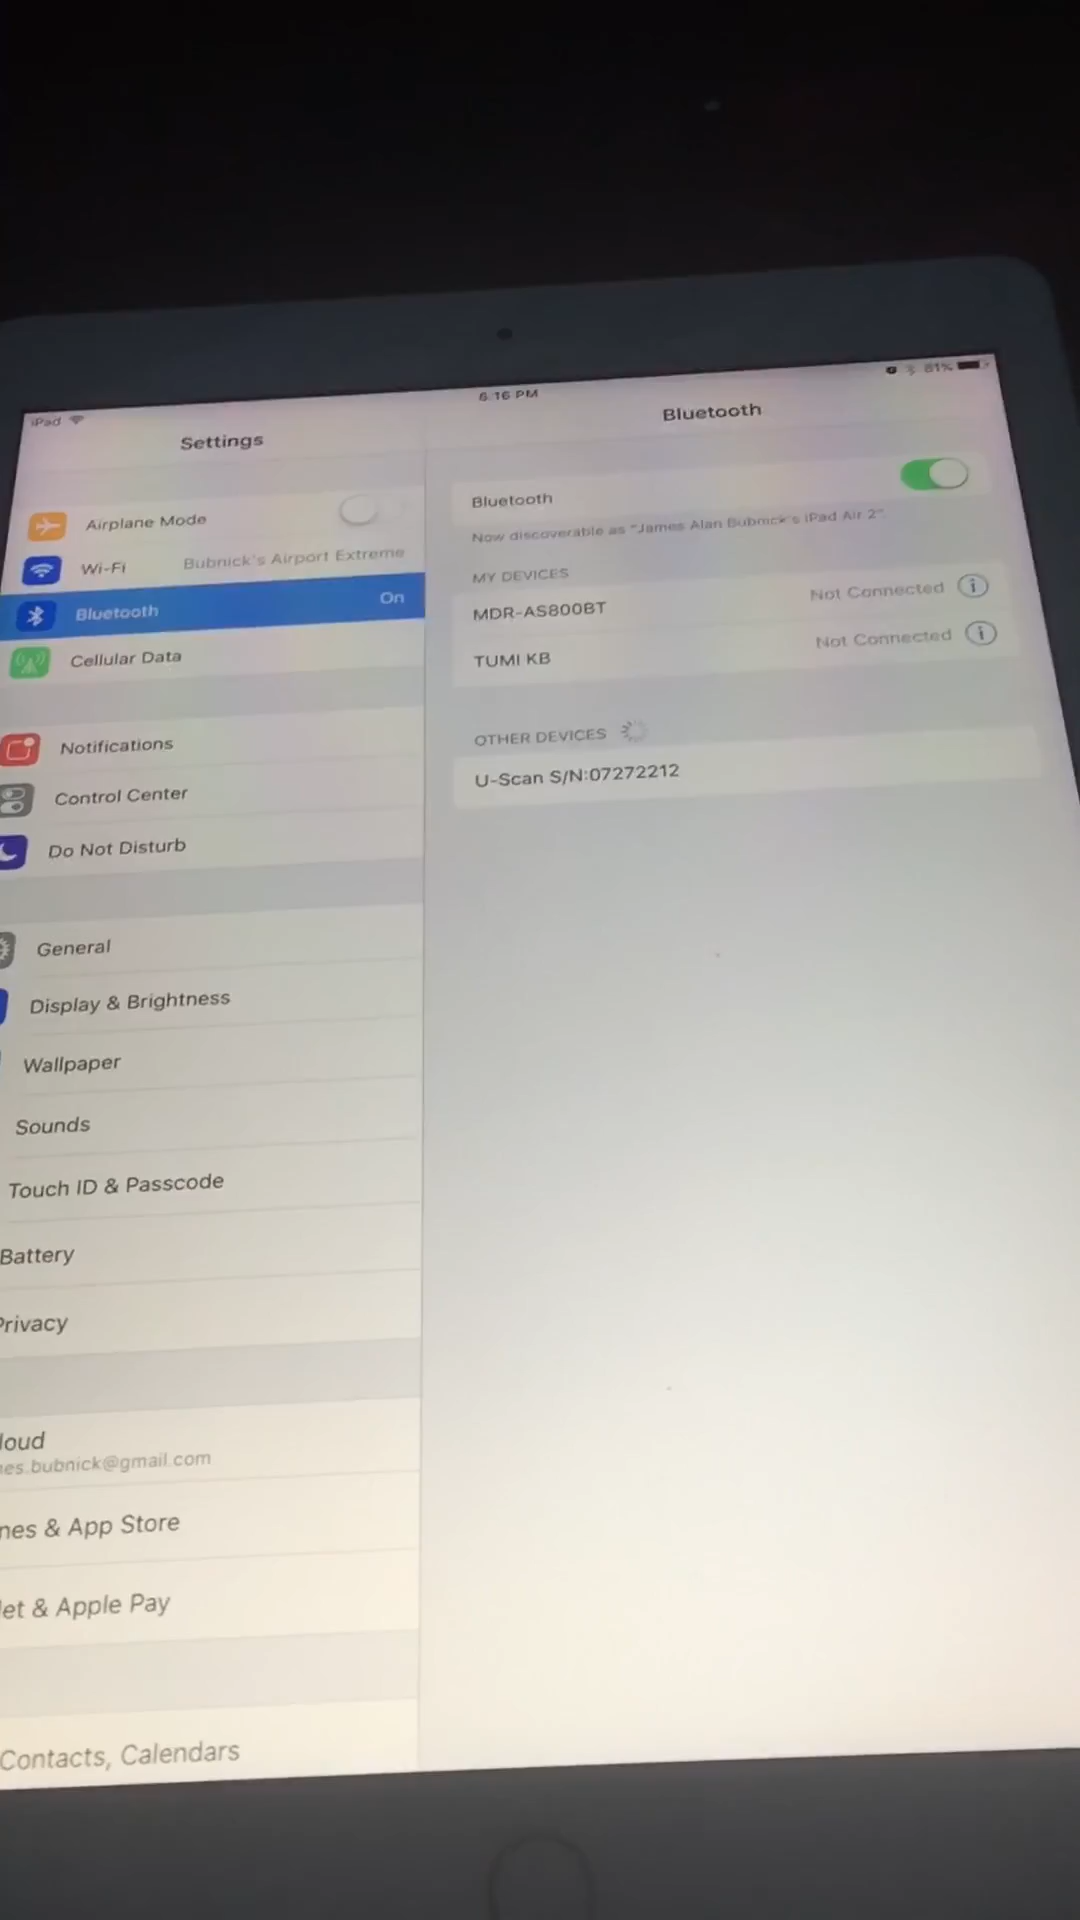 iPad
6:16 PM
81%
Settings
Bluetooth
Airplane Mode
Wi-Fi
Bubnick's Airport Extreme
Bluetooth
On
Cellular Data
Notifications
Control Center
Do Not Disturb
General
Display & Brightness
Wallpaper
Sounds
Touch ID & Passcode
Battery
Privacy
loud
nes.bubnick@gmail.com
nes & App Store
let & Apple Pay
Contacts, Calendars
Bluetooth
Now discoverable as "James Alan Bubnick's iPad Air 2".
MY DEVICES
MDR-AS800BT
Not Connected
TUMI KB
Not Connected
OTHER DEVICES
U-Scan S/N:07272212